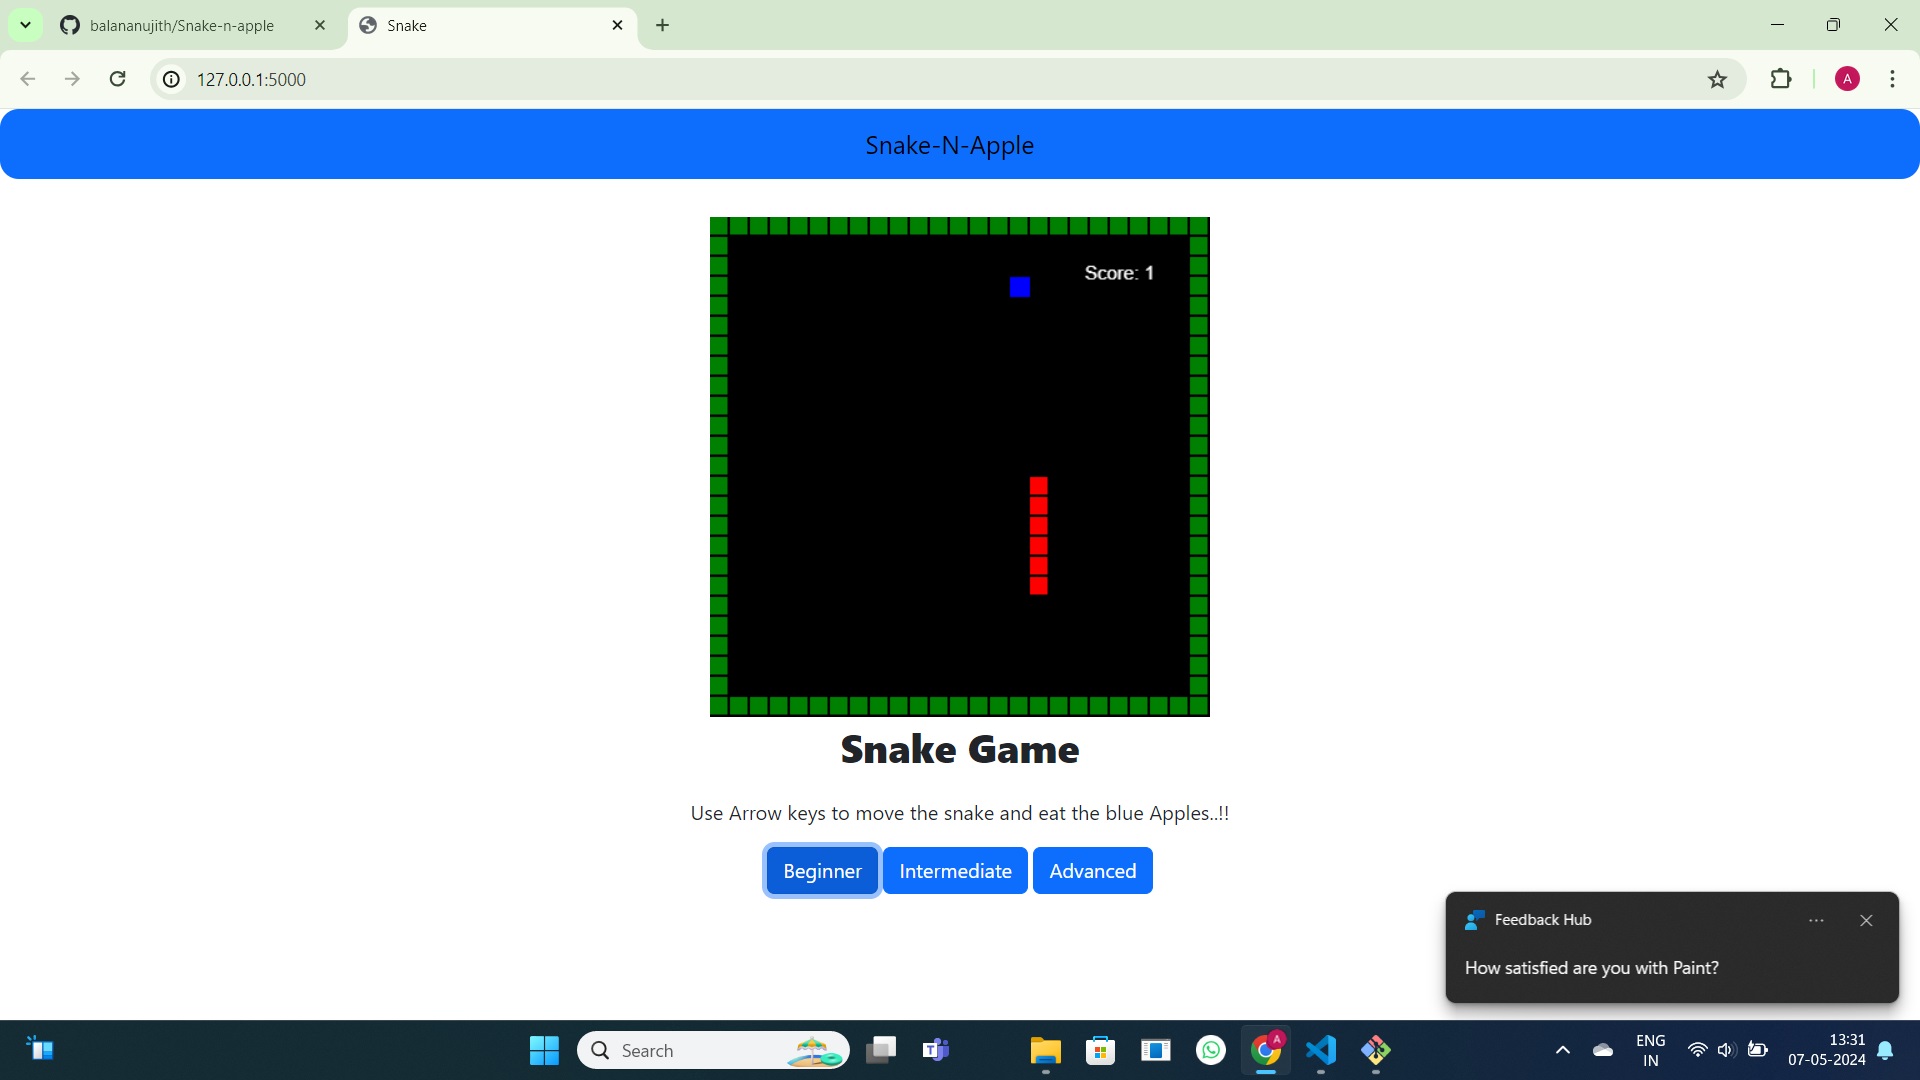 balananujith/Snake-n-apple
Snake
127.0.0.1:5000
A
Snake-N-Apple
Score: 1
Snake Game
Use Arrow keys to move the snake and eat the blue Apples..!!
Beginner Intermediate Advanced
Feedback Hub
How satisfied are you with Paint?
Search
T
A
ENG
IN
13:31
07-05-2024